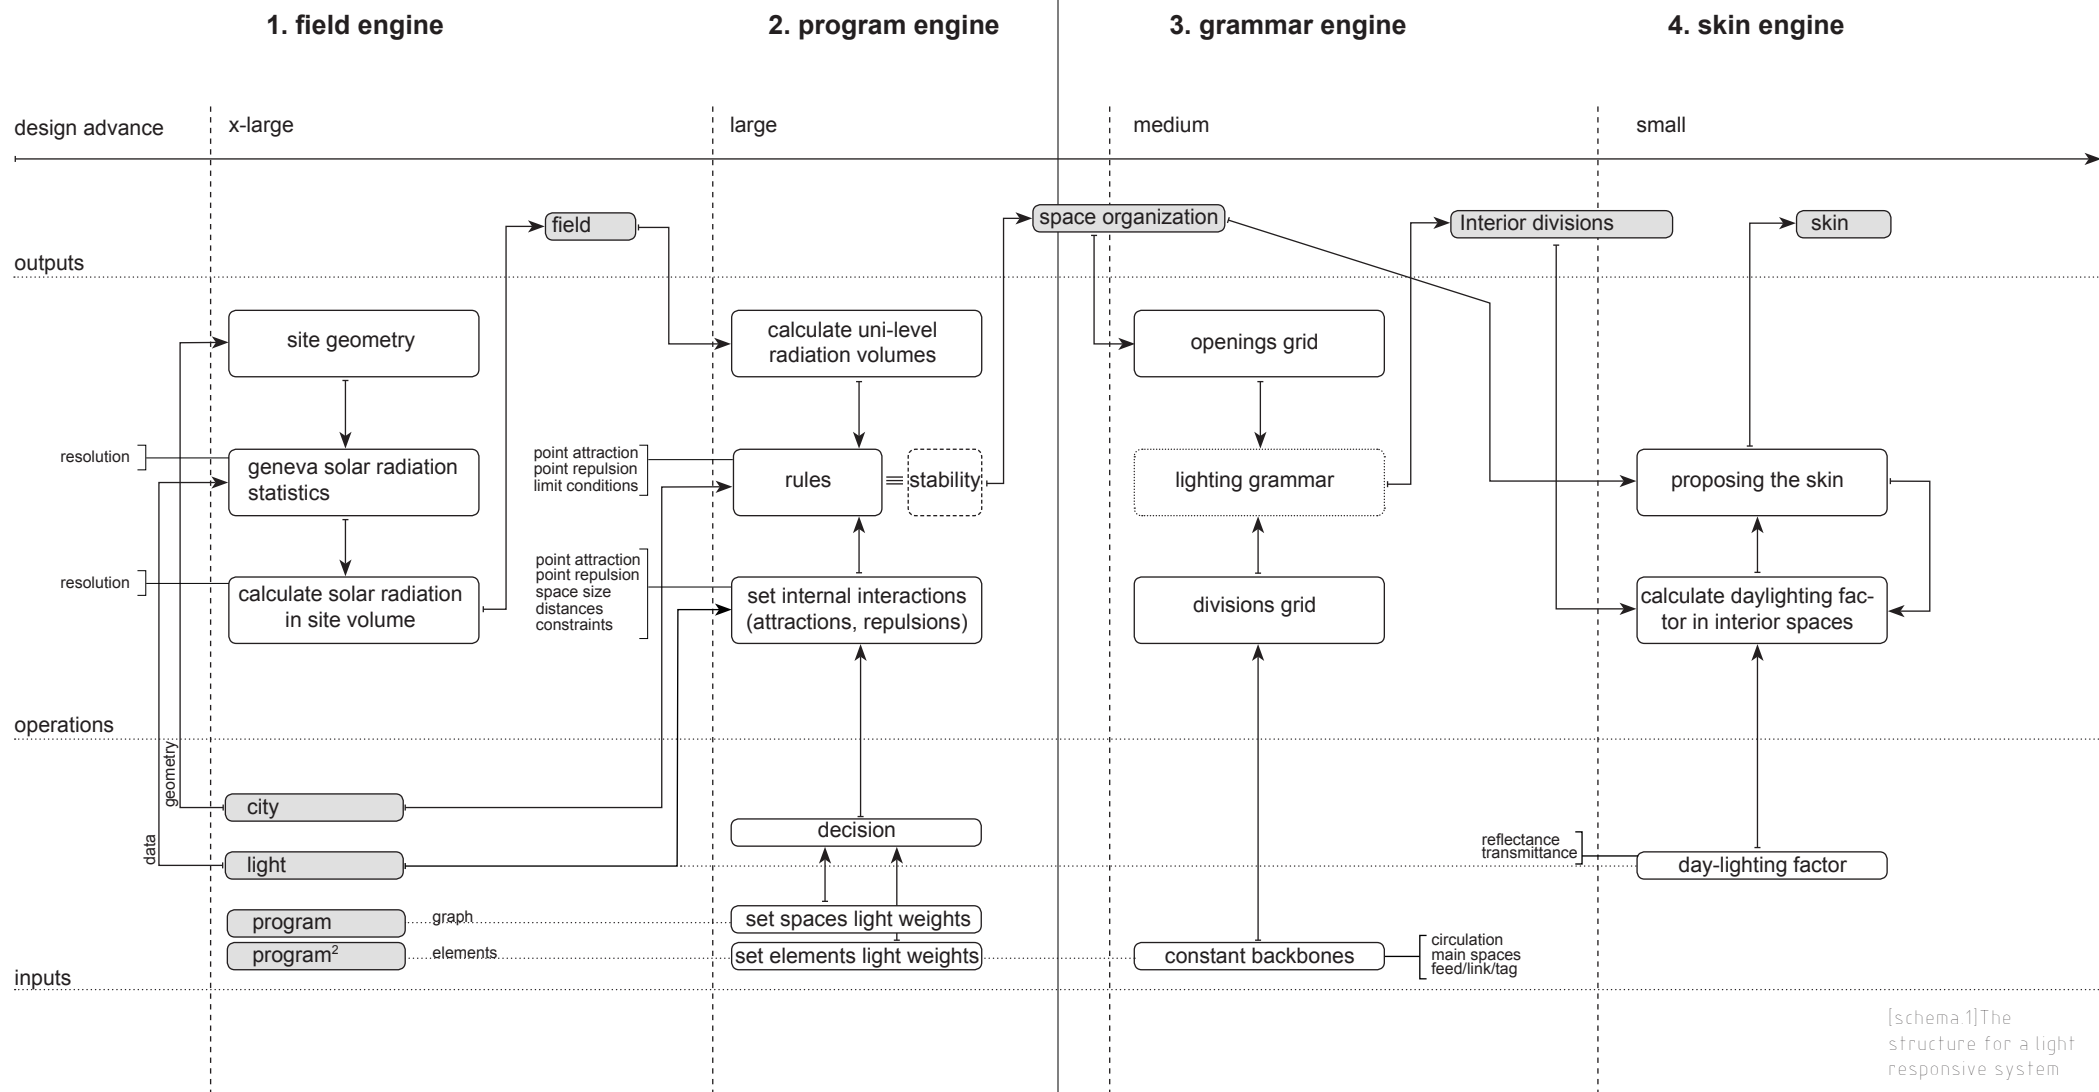 1. field engine
2. program engine
3. grammar engine
4. skin engine
design advance
x-large
large
medium
small
field
space organization
Interior divisions
skin
outputs
site geometry
calculate uni-level
radiation volumes
openings grid
resolution
geneva solar radiation
statistics
point attraction
point repulsion
limit conditions
rules
≡
stability
lighting grammar
proposing the skin
resolution
calculate solar radiation
in site volume
point attraction
point repulsion
space size
distances
constraints
set internal interactions
(attractions, repulsions)
divisions grid
calculate daylighting fac-
tor in interior spaces
operations
geometry
data
city
decision
light
reflectance
transmittance
day-lighting factor
program
graph
set spaces light weights
program²
elements
set elements light weights
constant backbones
circulation
main spaces
feed/link/tag
inputs
[schema.1]The
structure for a light
responsive system